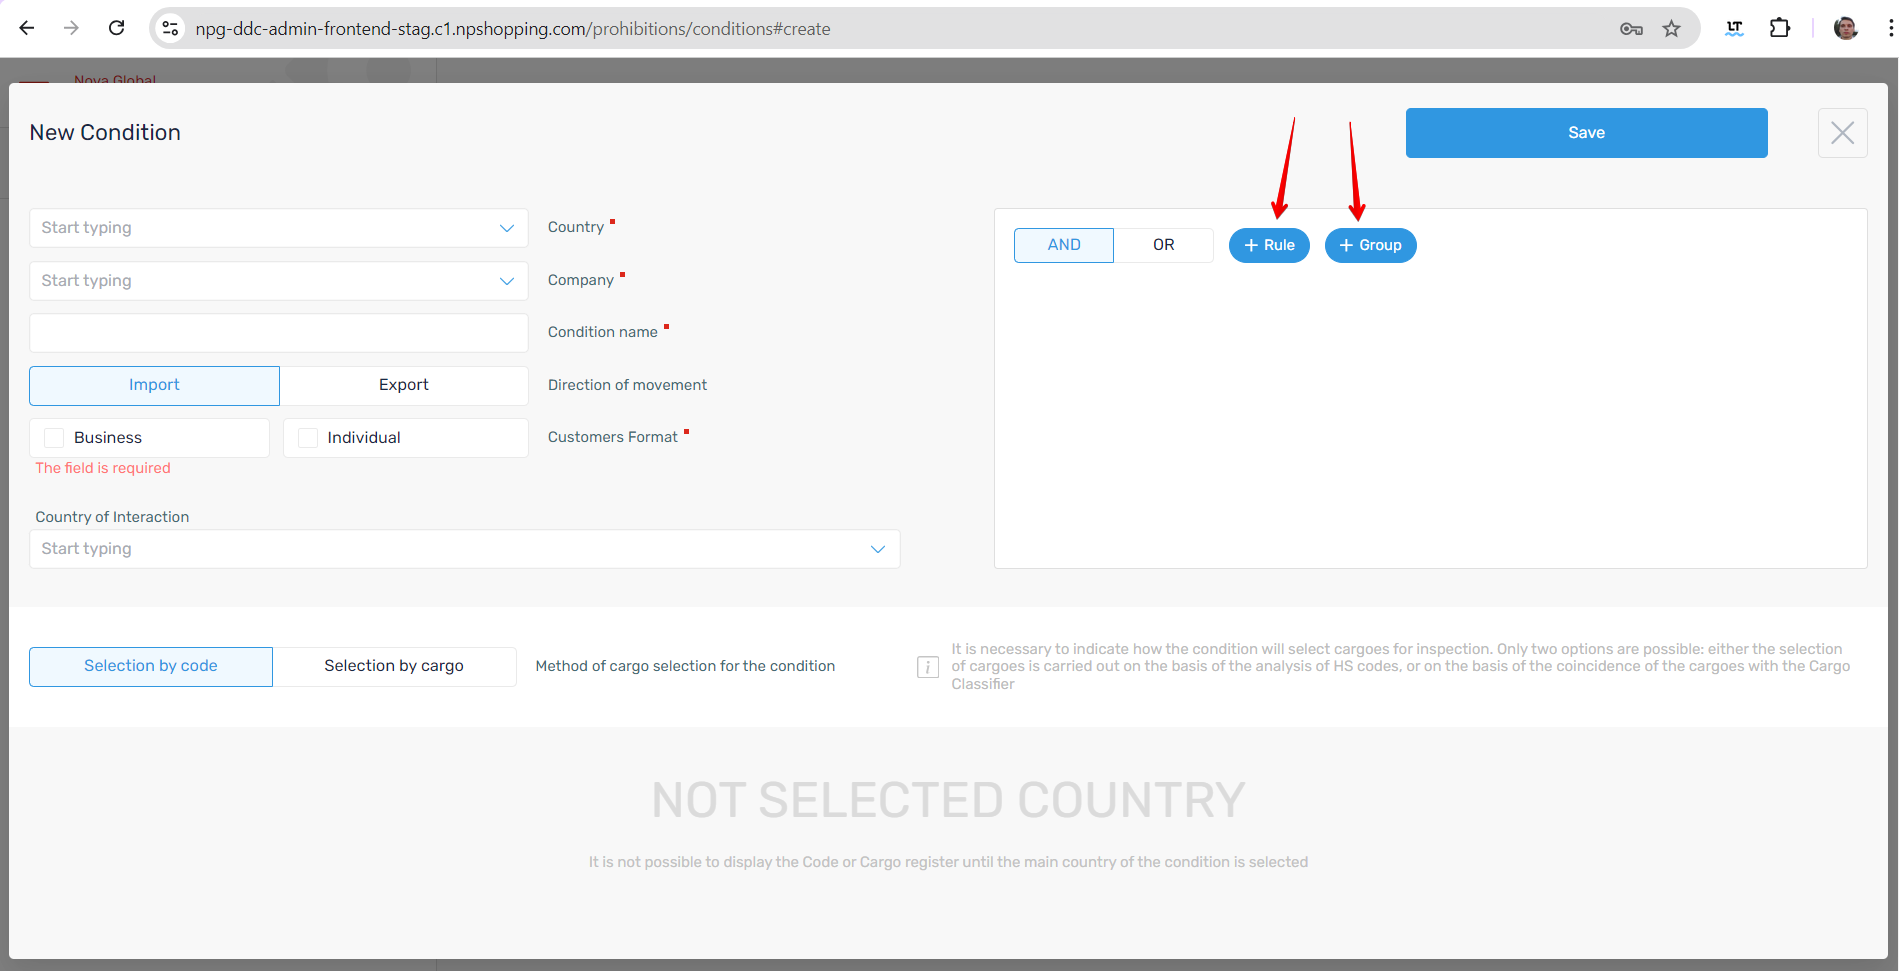 npg-ddc-admin-frontend-stag.c1.npshopping.com/prohibitions/conditions#create
LT
Nova Global
New Condition
Save
Start typing
Country
AND
OR
+ Rule
+ Group
Start typing
Company
Condition name
Import
Export
Direction of movement
Business
Individual
Customers Format
The field is required
Country of Interaction
Start typing
Selection by code
Selection by cargo
Method of cargo selection for the condition
i
It is necessary to indicate how the condition will select cargoes for inspection. Only two options are possible: either the selection
of cargoes is carried out on the basis of the analysis of HS codes, or on the basis of the coincidence of the cargoes with the Cargo
Classifier
NOT SELECTED COUNTRY
It is not possible to display the Code or Cargo register until the main country of the condition is selected